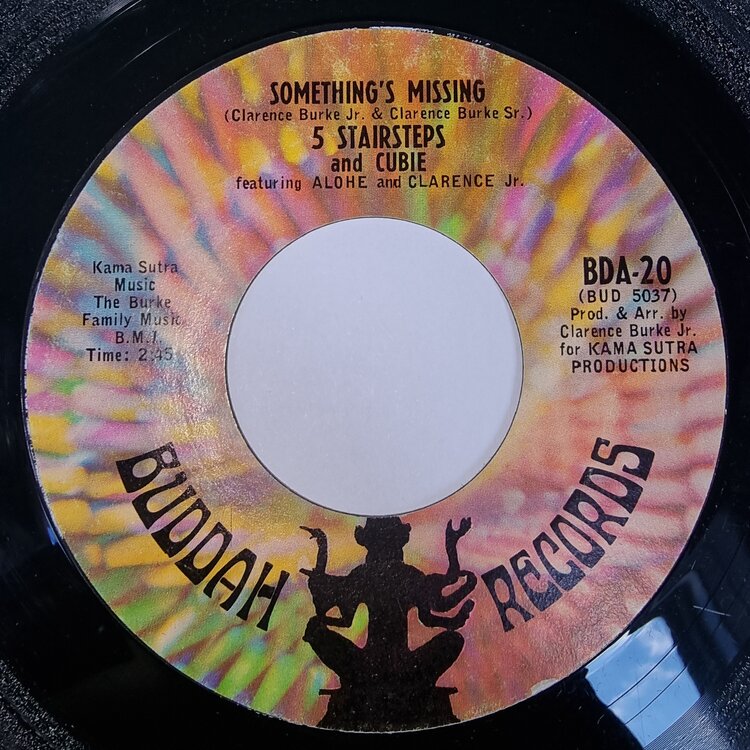 SOMETHING'S MISSING
(Clarence Burke Jr. & Clarence Burke Sr.)
5 STAIRSTEPS
and CUBIE
featuring ALOHE and CLARENCE Jr.
Kama Sutra
Music
The Burke
Family Music
B.M.I.
Time: 2:45
BDA-20
(BUD 5037)
Prod. & Arr. by
Clarence Burke Jr.
for KAMA SUTRA
PRODUCTIONS
BUDDAH RECORDS